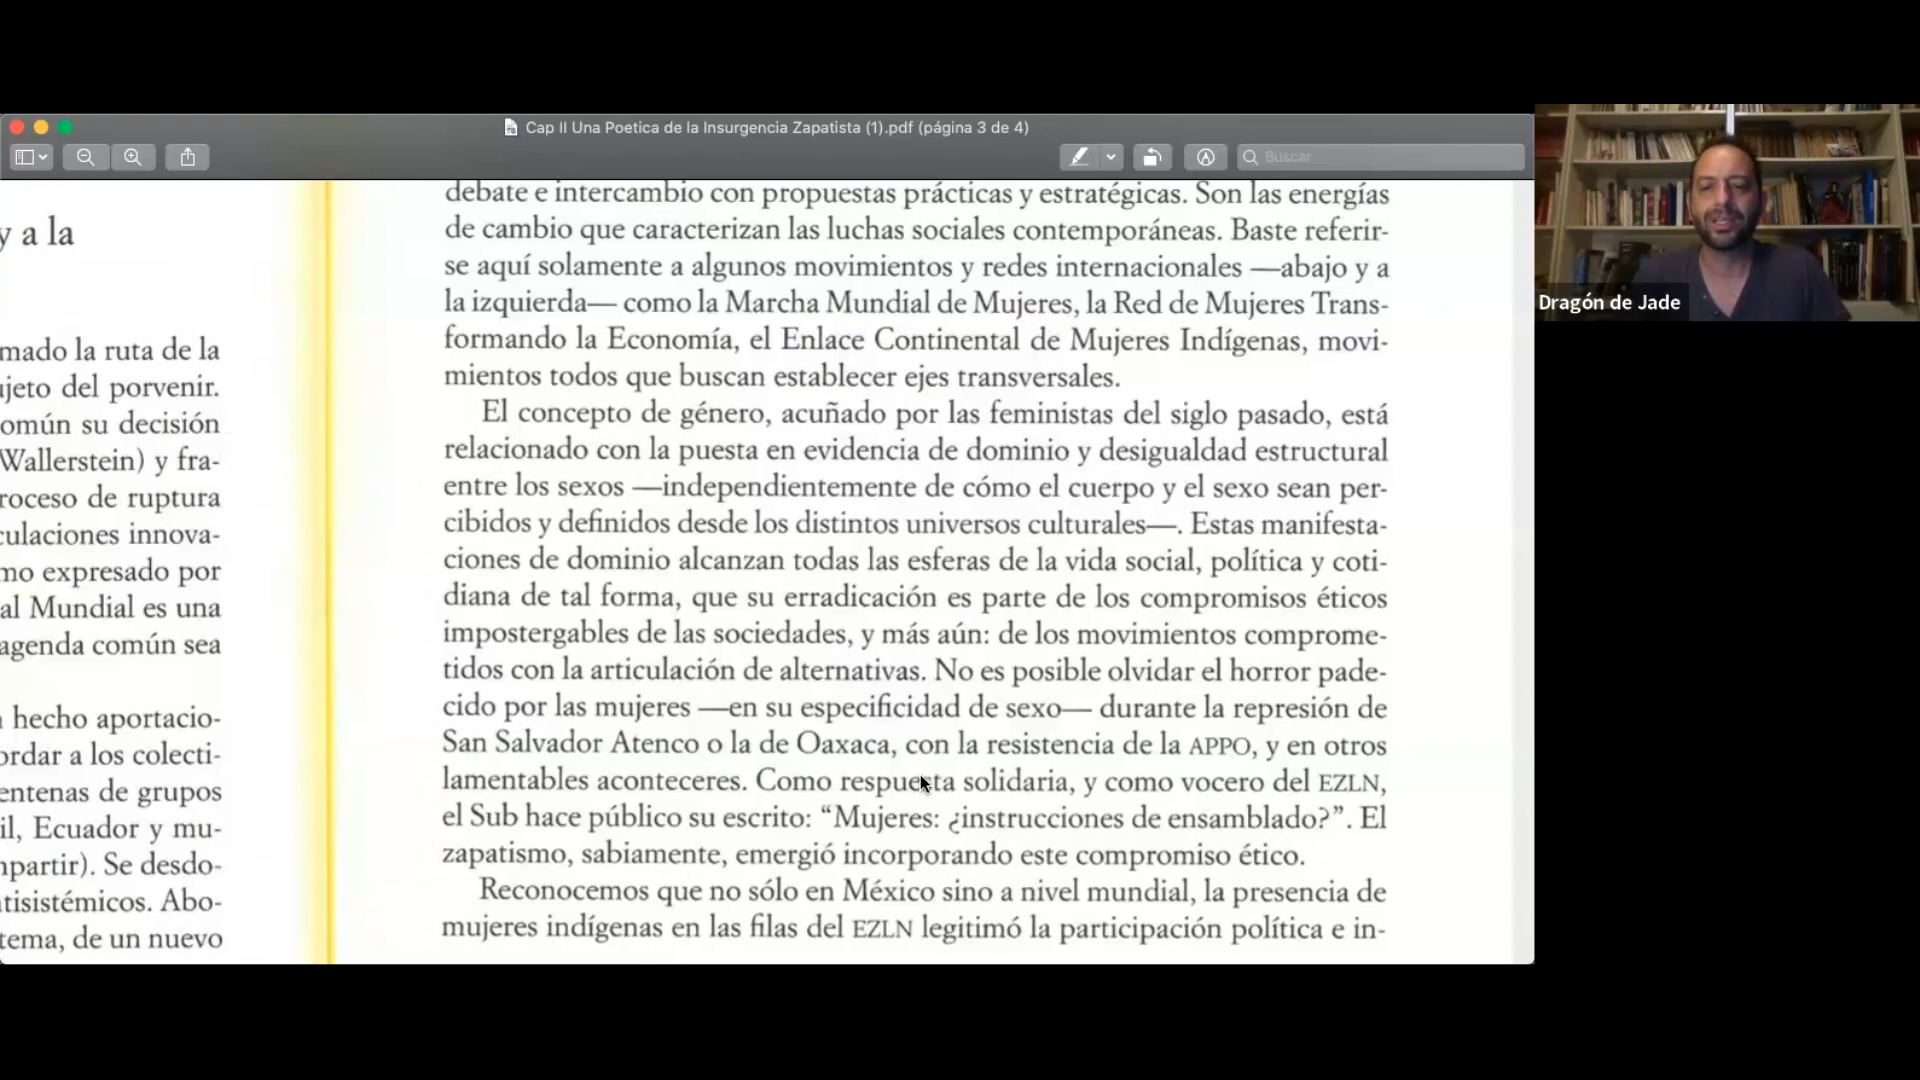 Cap II Una Poetica de la Insurgencia Zapatista (1).pdf (página 3 de 4)
Buscar
y a la
mado la ruta de la
ujeto del porvenir.
omún su decisión
Wallerstein) y fra-
roceso de ruptura
culaciones innova-
mo expresado por
al Mundial es una
agenda común sea
hecho aportacio-
ordar a los colecti-
entenas de grupos
il, Ecuador y mu-
mpartir). Se desdo-
tisistémicos. Abo-
tema, de un nuevo
debate e intercambio con propuestas prácticas y estratégicas. Son las energías
de cambio que caracterizan las luchas sociales contemporáneas. Baste referir-
se aquí solamente a algunos movimientos y redes internacionales —abajo y a
la izquierda— como la Marcha Mundial de Mujeres, la Red de Mujeres Trans-
formando la Economía, el Enlace Continental de Mujeres Indígenas, movi-
mientos todos que buscan establecer ejes transversales.
El concepto de género, acuñado por las feministas del siglo pasado, está
relacionado con la puesta en evidencia de dominio y desigualdad estructural
entre los sexos —independientemente de cómo el cuerpo y el sexo sean per-
cibidos y definidos desde los distintos universos culturales—. Estas manifesta-
ciones de dominio alcanzan todas las esferas de la vida social, política y coti-
diana de tal forma, que su erradicación es parte de los compromisos éticos
impostergables de las sociedades, y más aún: de los movimientos comprome-
tidos con la articulación de alternativas. No es posible olvidar el horror pade-
cido por las mujeres —en su especificidad de sexo— durante la represión de
San Salvador Atenco o la de Oaxaca, con la resistencia de la APPO, y en otros
lamentables aconteceres. Como respuesta solidaria, y como vocero del EZLN,
el Sub hace público su escrito: “Mujeres: ¿instrucciones de ensamblado?”. El
zapatismo, sabiamente, emergió incorporando este compromiso ético.
Reconocemos que no sólo en México sino a nivel mundial, la presencia de
mujeres indígenas en las filas del EZLN legitimó la participación política e in-
Dragón de Jade